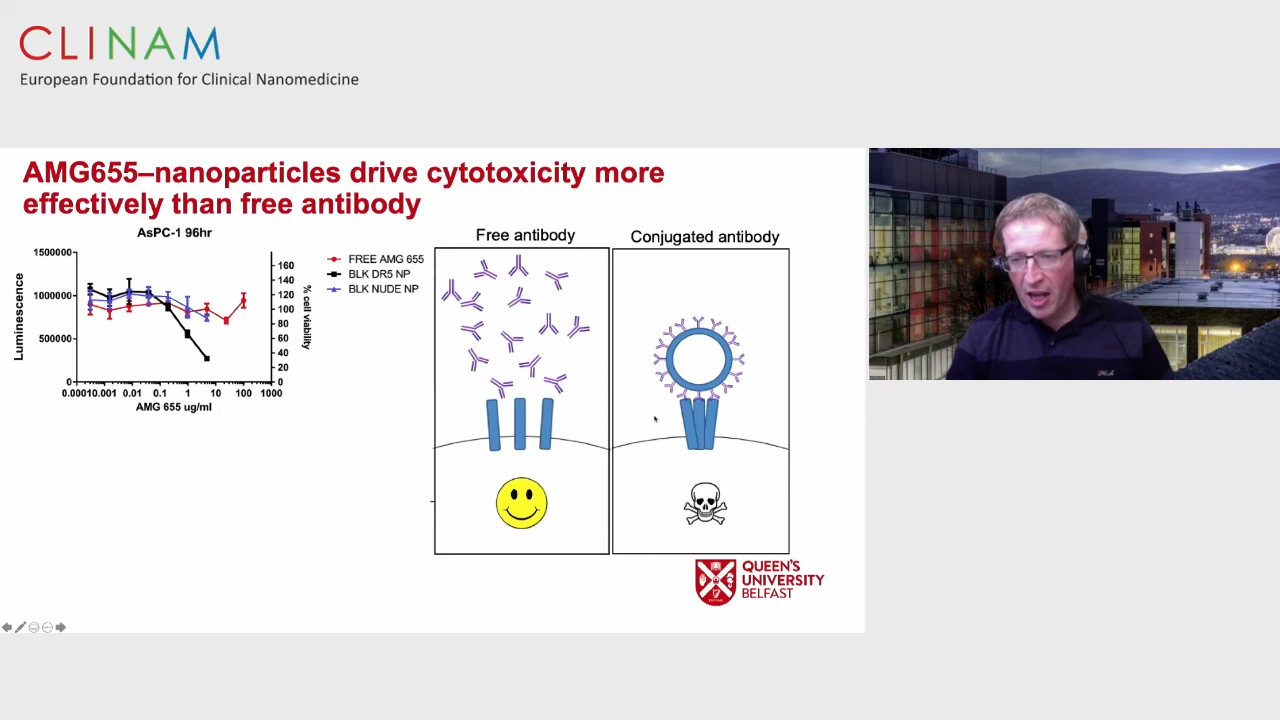 CLINAM
European Foundation for Clinical Nanomedicine
AMG655–nanoparticles drive cytotoxicity more
effectively than free antibody
AsPC-1 96hr
Luminescence
1500000
1000000
500000
0
160
140
120
100
80
60
40
20
0
% cell viability
0.0001 0.001 0.01 0.1 1 10 100 1000
AMG 655 ug/ml
FREE AMG 655
BLK DR5 NP
BLK NUDE NP
Free antibody
Conjugated antibody
QUEEN'S
UNIVERSITY
BELFAST